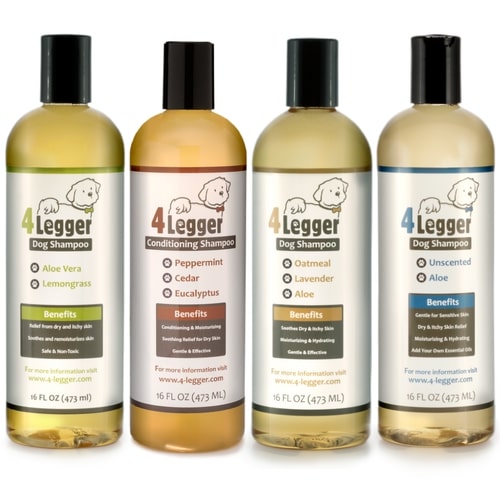 4Legger
Dog Shampoo
Aloe Vera
Lemongrass
Benefits
Relief from dry and itchy skin
Soothes and remoisturizes skin
Safe & Non-Toxic
For more information visit
www.4-legger.com
16 FL OZ (473 ml)
4Legger
Conditioning Shampoo
Peppermint
Cedar
Eucalyptus
Benefits
Conditioning & Moisturizing
Soothing Relief for Dry Skin
Gentle & Effective
For more information visit
www.4-legger.com
16 FL OZ (473 ML)
4Legger
Dog Shampoo
Oatmeal
Lavender
Aloe
Benefits
Soothes Dry & Itchy Skin
Moisturizing & Hydrating
Gentle & Effective
For more information visit
www.4-legger.com
16 FL OZ (473 ML)
4Legger
Dog Shampoo
Unscented
Aloe
Benefits
Gentle for Sensitive Skin
Dry & Itchy Skin Relief
Moisturizing & Hydrating
Add Your Own Essential Oils
For more information visit
www.4-legger.com
16 FL OZ (473 ML)